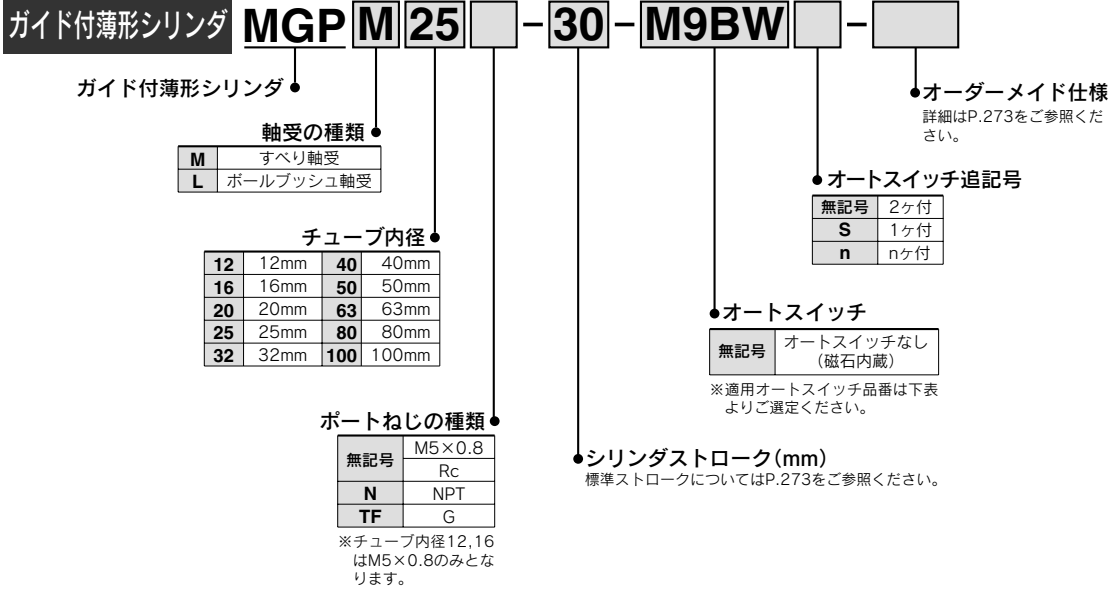 ガイド付薄形シリンダ MGP M 25 - 30 - M9BW -
ガイド付薄形シリンダ
オーダーメイド仕様
詳細はP.273をご参照くだ
さい。
軸受の種類
M すべり軸受
L ボールブッシュ軸受
オートスイッチ追記号
無記号 2ヶ付
S 1ヶ付
n nヶ付
チューブ内径
12 12mm 40 40mm
16 16mm 50 50mm
20 20mm 63 63mm
25 25mm 80 80mm
32 32mm 100 100mm
オートスイッチ
無記号 オートスイッチなし
(磁石内蔵)
※適用オートスイッチ品番は下表
よりご選定ください。
ポートねじの種類
無記号 M5×0.8
Rc
N NPT
TF G
※チューブ内径12,16
はM5×0.8のみとな
ります。
シリンダストローク(mm)
標準ストロークについてはP.273をご参照ください。